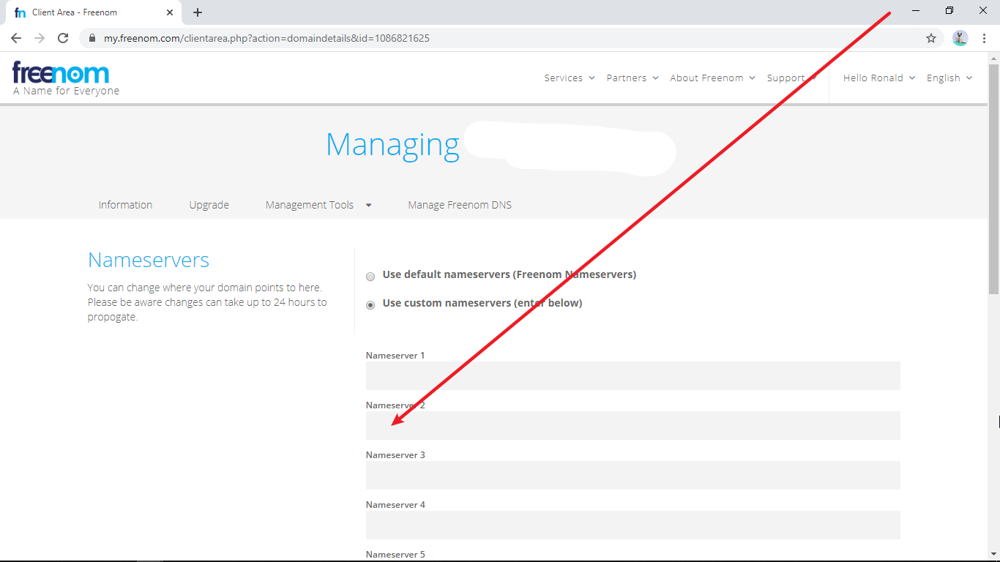 Client Area - Freenom
my.freenom.com/clientarea.php?action=domaindetails&id=1086821625
freenom
A Name for Everyone
Services Partners About Freenom Support Hello Ronald English
Managing
Information Upgrade Management Tools Manage Freenom DNS
Nameservers
You can change where your domain points to here.
Please be aware changes can take up to 24 hours to
propogate.
Use default nameservers (Freenom Nameservers)
Use custom nameservers (enter below)
Nameserver 1
Nameserver 2
Nameserver 3
Nameserver 4
Nameserver 5